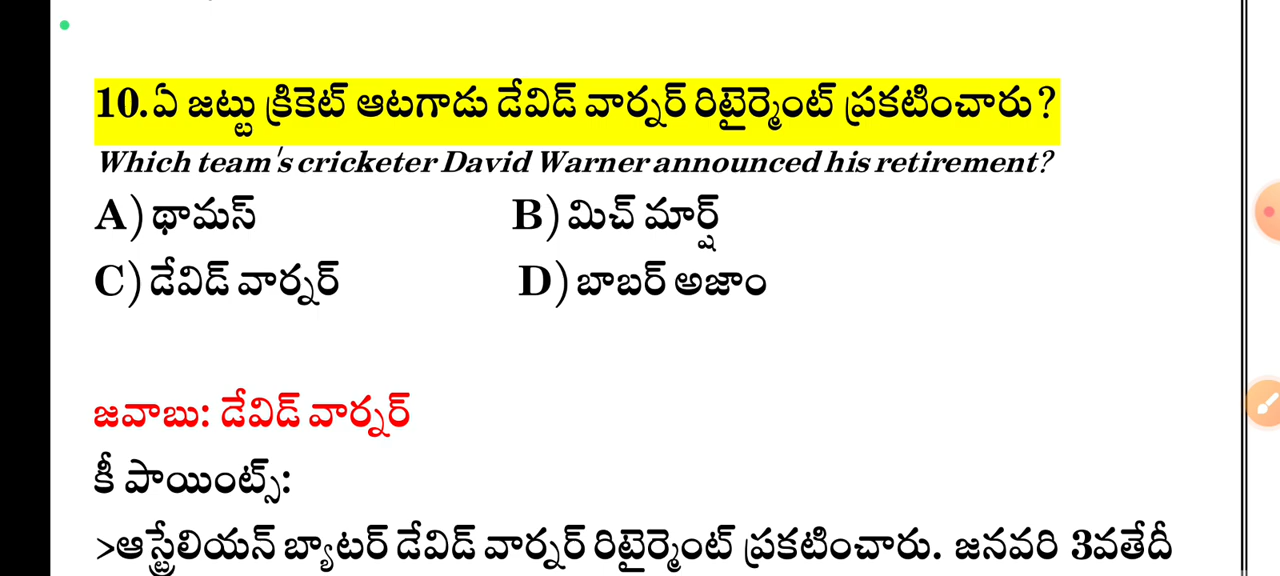 10.ఏ జట్టు క్రికెట్ ఆటగాడు డేవిడ్ వార్నర్ రిటైర్మెంట్ ప్రకటించారు?
Which team's cricketer David Warner announced his retirement?
A)థామస్ B)మిచ్ మార్ష్
C)డేవిడ్ వార్నర్ D)బాబర్ అజాం
జవాబు: డేవిడ్ వార్నర్
కీ పాయింట్స్:
>ఆస్ట్రేలియన్ బ్యాటర్ డేవిడ్ వార్నర్ రిటైర్మెంట్ ప్రకటించారు. జనవరి 3వతేదీ